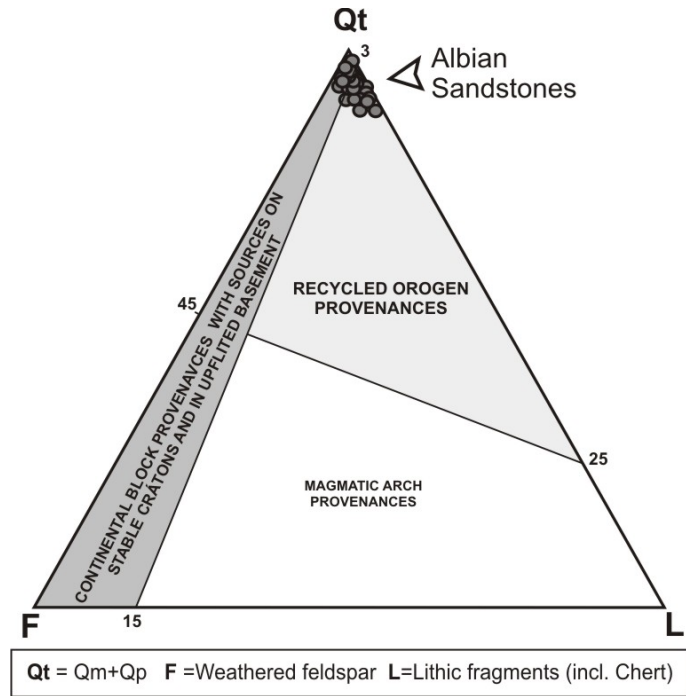 Qt
3
Albian
Sandstones
CONTINENTAL BLOCK PROVENAVCES WITH SOURCES ON
STABLE CRÁTONS AND IN UPFLITED BASEMENT
RECYCLED OROGEN
PROVENANCES
45
25
MAGMATIC ARCH
PROVENANCES
F
15
L
Qt = Qm+Qp F =Weathered feldspar L=Lithic fragments (incl. Chert)